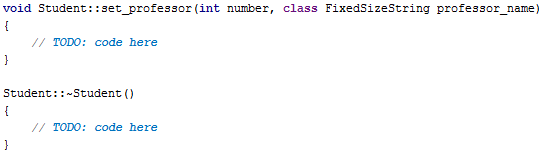 void Student::set_professor(int number, class FixedSizeString professor_name)
{
// TODO: code here
}
Student::~Student()
{
// TODO: code here
}